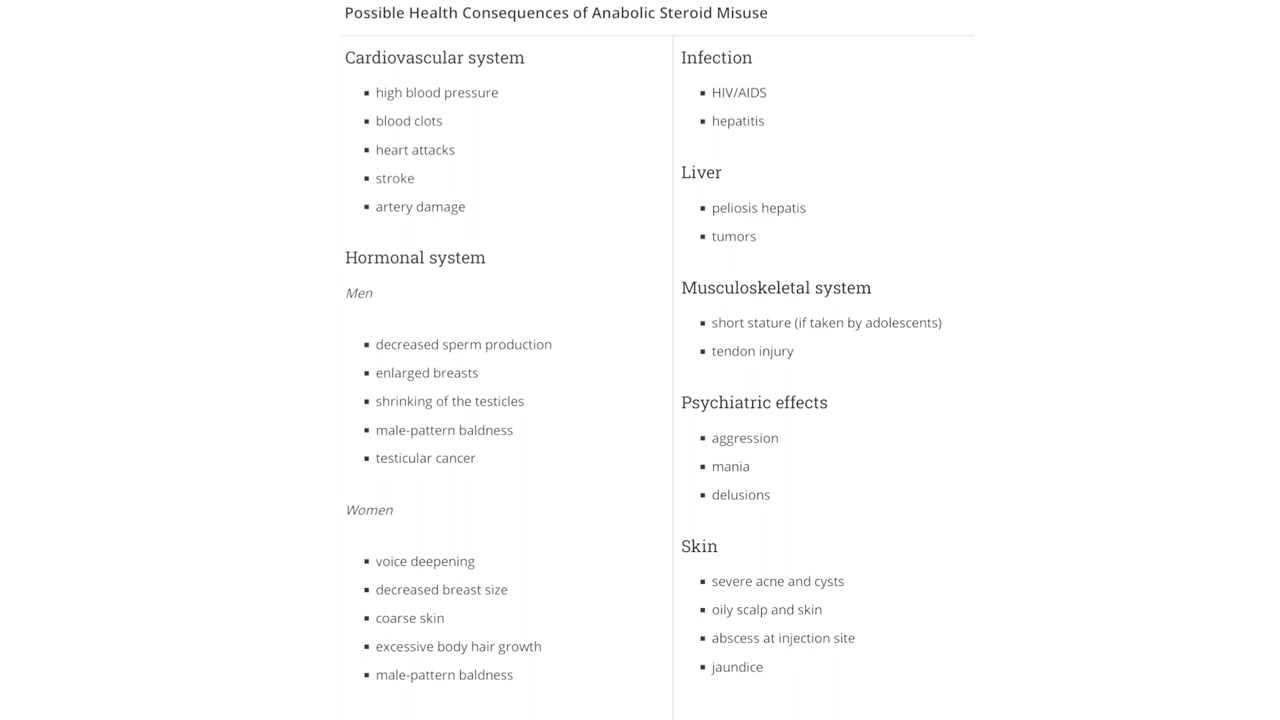 Possible Health Consequences of Anabolic Steroid Misuse
Cardiovascular system
high blood pressure
blood clots
heart attacks
stroke
artery damage
Hormonal system
Men
decreased sperm production
enlarged breasts
shrinking of the testicles
male-pattern baldness
testicular cancer
Women
voice deepening
decreased breast size
coarse skin
excessive body hair growth
male-pattern baldness
Infection
HIV/AIDS
hepatitis
Liver
peliosis hepatis
tumors
Musculoskeletal system
short stature (if taken by adolescents)
tendon injury
Psychiatric effects
aggression
mania
delusions
Skin
severe acne and cysts
oily scalp and skin
abscess at injection site
jaundice